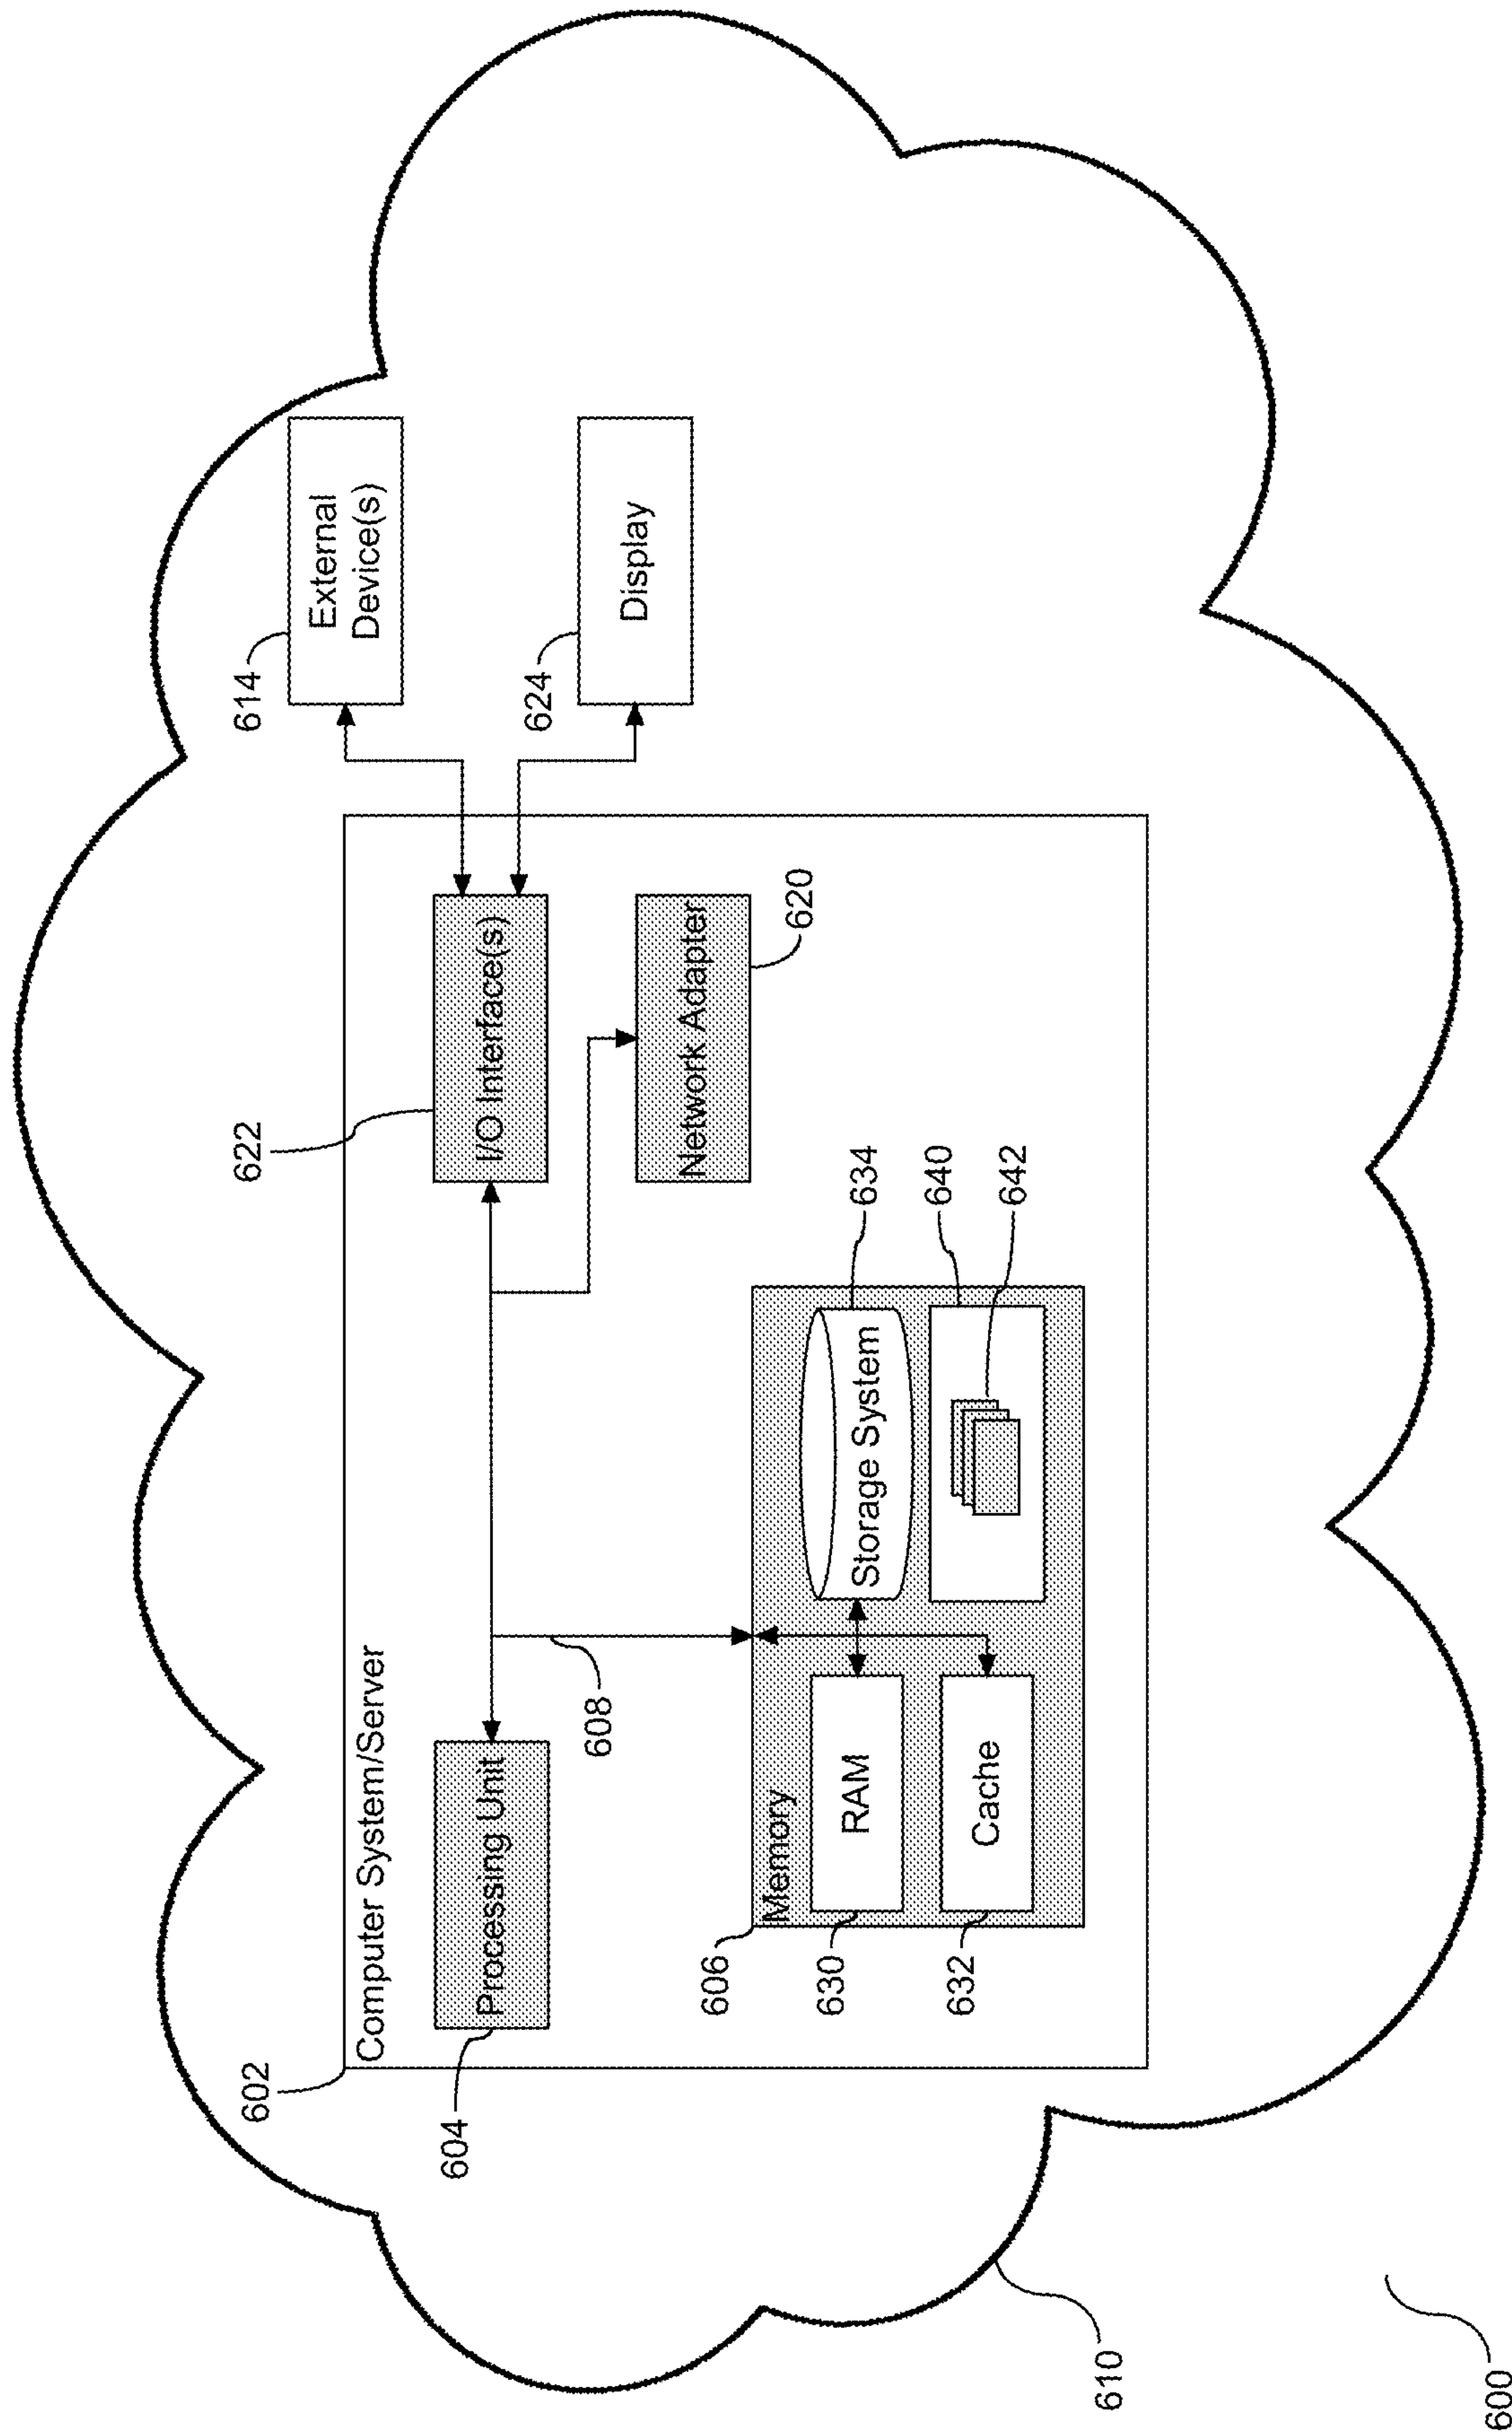 602
Computer System/Server
604
Processing Unit
608
622
I/O Interface(s)
614
External
Device(s)
624
Display
Network Adapter
620
606
Memory
630
RAM
632
Cache
Storage System
634
640
642
610
600